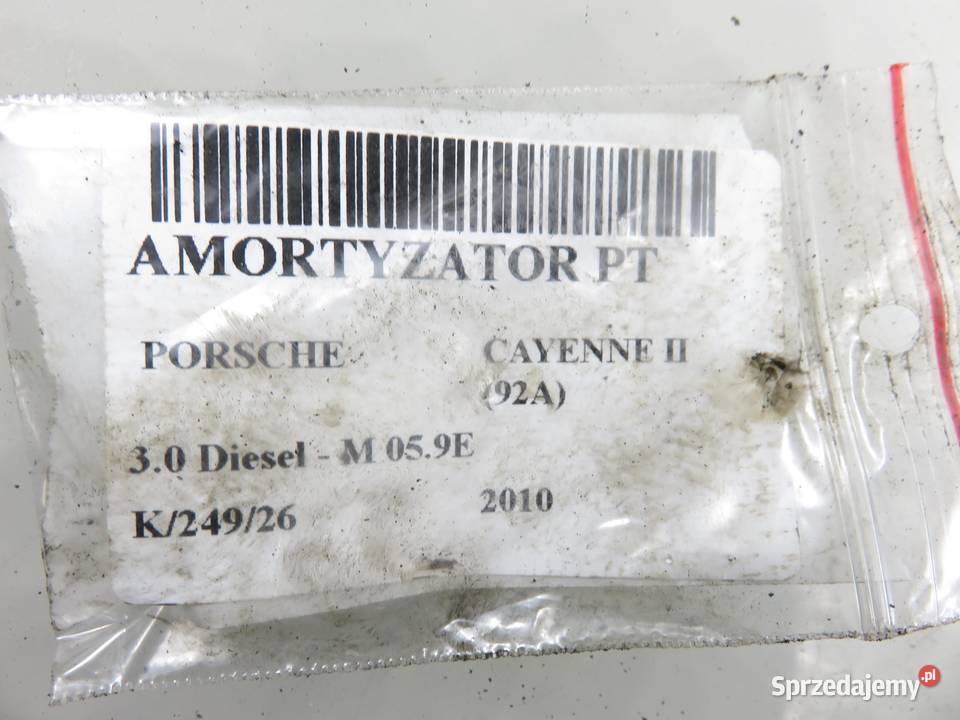 AMORTYZATOR PT
PORSCHE CAYENNE II
(92A)
3.0 Diesel - M 05.9E
K/249/26 2010
Sprzedajemy.pl